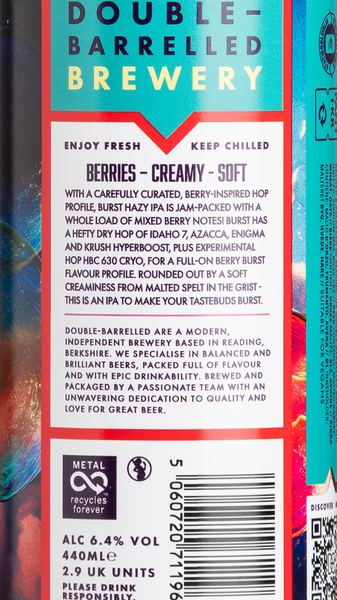 DOUBLE-
BARRELLED
BREWERY
ENJOY FRESH KEEP CHILLED
BERRIES – CREAMY - SOFT
WITH A CAREFULLY CURATED, BERRY-INSPIRED HOP
PROFILE, BURST HAZY IPA IS JAM-PACKED WITH A
WHOLE LOAD OF MIXED BERRY NOTES! BURST HAS
A HEFTY DRY HOP OF IDAHO 7, AZACCA, ENIGMA
AND KRUSH HYPERBOOST, PLUS EXPERIMENTAL
HOP HBC 630 CRYO, FOR A FULL-ON BERRY BURST
FLAVOUR PROFILE. ROUNDED OUT BY A SOFT
CREAMINESS FROM MALTED SPELT IN THE GRIST -
THIS IS AN IPA TO MAKE YOUR TASTEBUDS BURST.
DOUBLE-BARRELLED ARE A MODERN,
INDEPENDENT BREWERY BASED IN READING,
BERKSHIRE. WE SPECIALISE IN BALANCED AND
BRILLIANT BEERS, PACKED FULL OF FLAVOUR
AND WITH EPIC DRINKABILITY. BREWED AND
PACKAGED BY A PASSIONATE TEAM WITH AN
UNWAVERING DEDICATION TO QUALITY AND
LOVE FOR GREAT BEER.
METAL
recycles
forever
ALC 6.4% VOL
440ML℮
2.9 UK UNITS
PLEASE DRINK
RESPONSIBLY.
5 060720 71196
SUITABLE FOR VEGANS.
DISCOVER